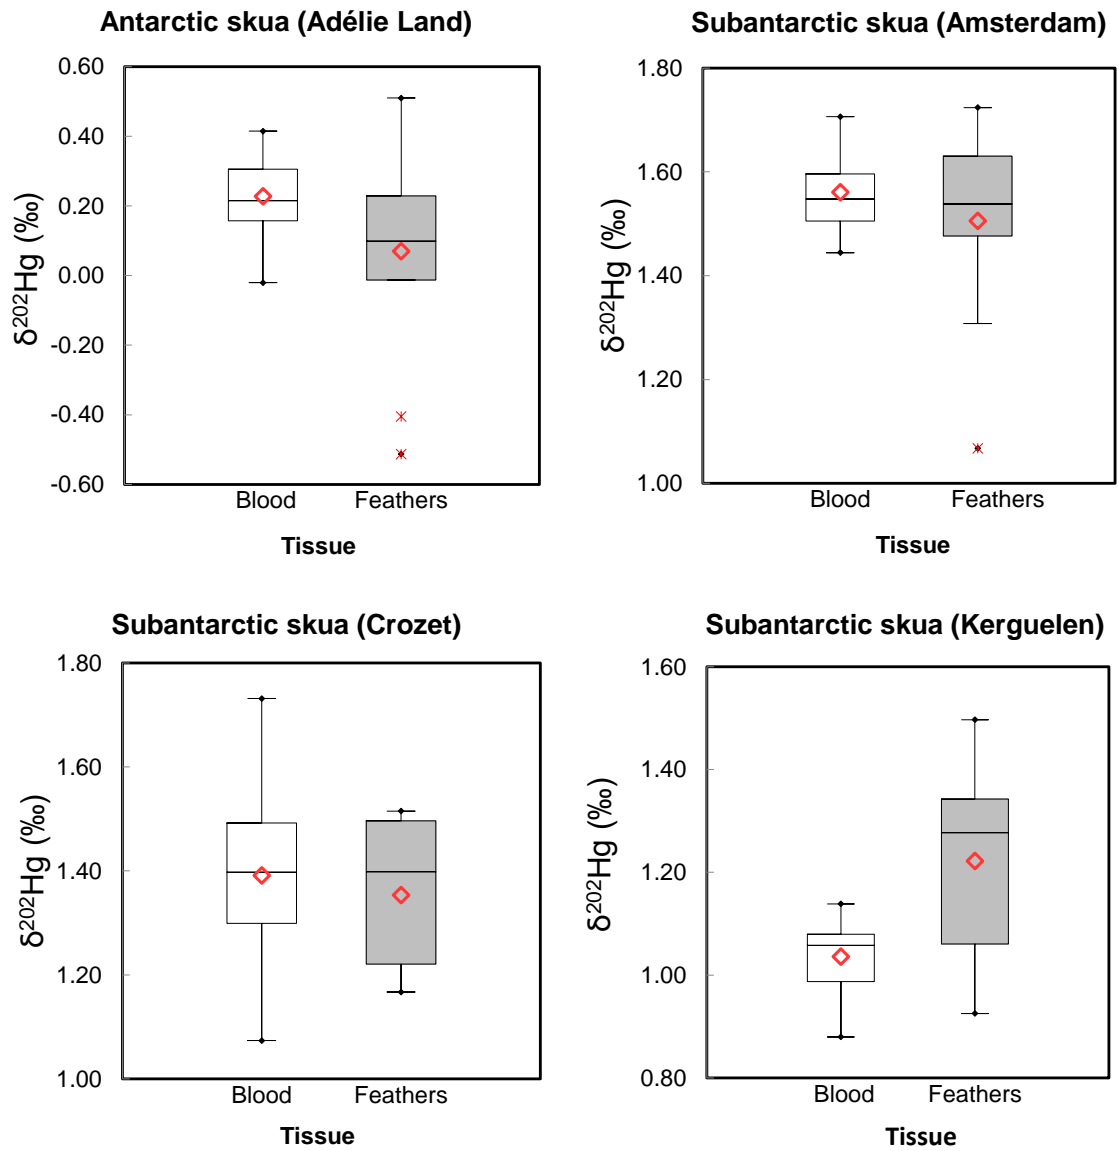 Antarctic skua (Adélie Land)
0.60
0.40
0.20
0.00
-0.20
-0.40
-0.60
δ²⁰²Hg (‰)
Blood Feathers
Tissue
Subantarctic skua (Amsterdam)
1.80
1.60
1.40
1.20
1.00
δ²⁰²Hg (‰)
Blood Feathers
Tissue
Subantarctic skua (Crozet)
1.80
1.60
1.40
1.20
1.00
δ²⁰²Hg (‰)
Blood Feathers
Tissue
Subantarctic skua (Kerguelen)
1.60
1.40
1.20
1.00
0.80
δ²⁰²Hg (‰)
Blood Feathers
Tissue